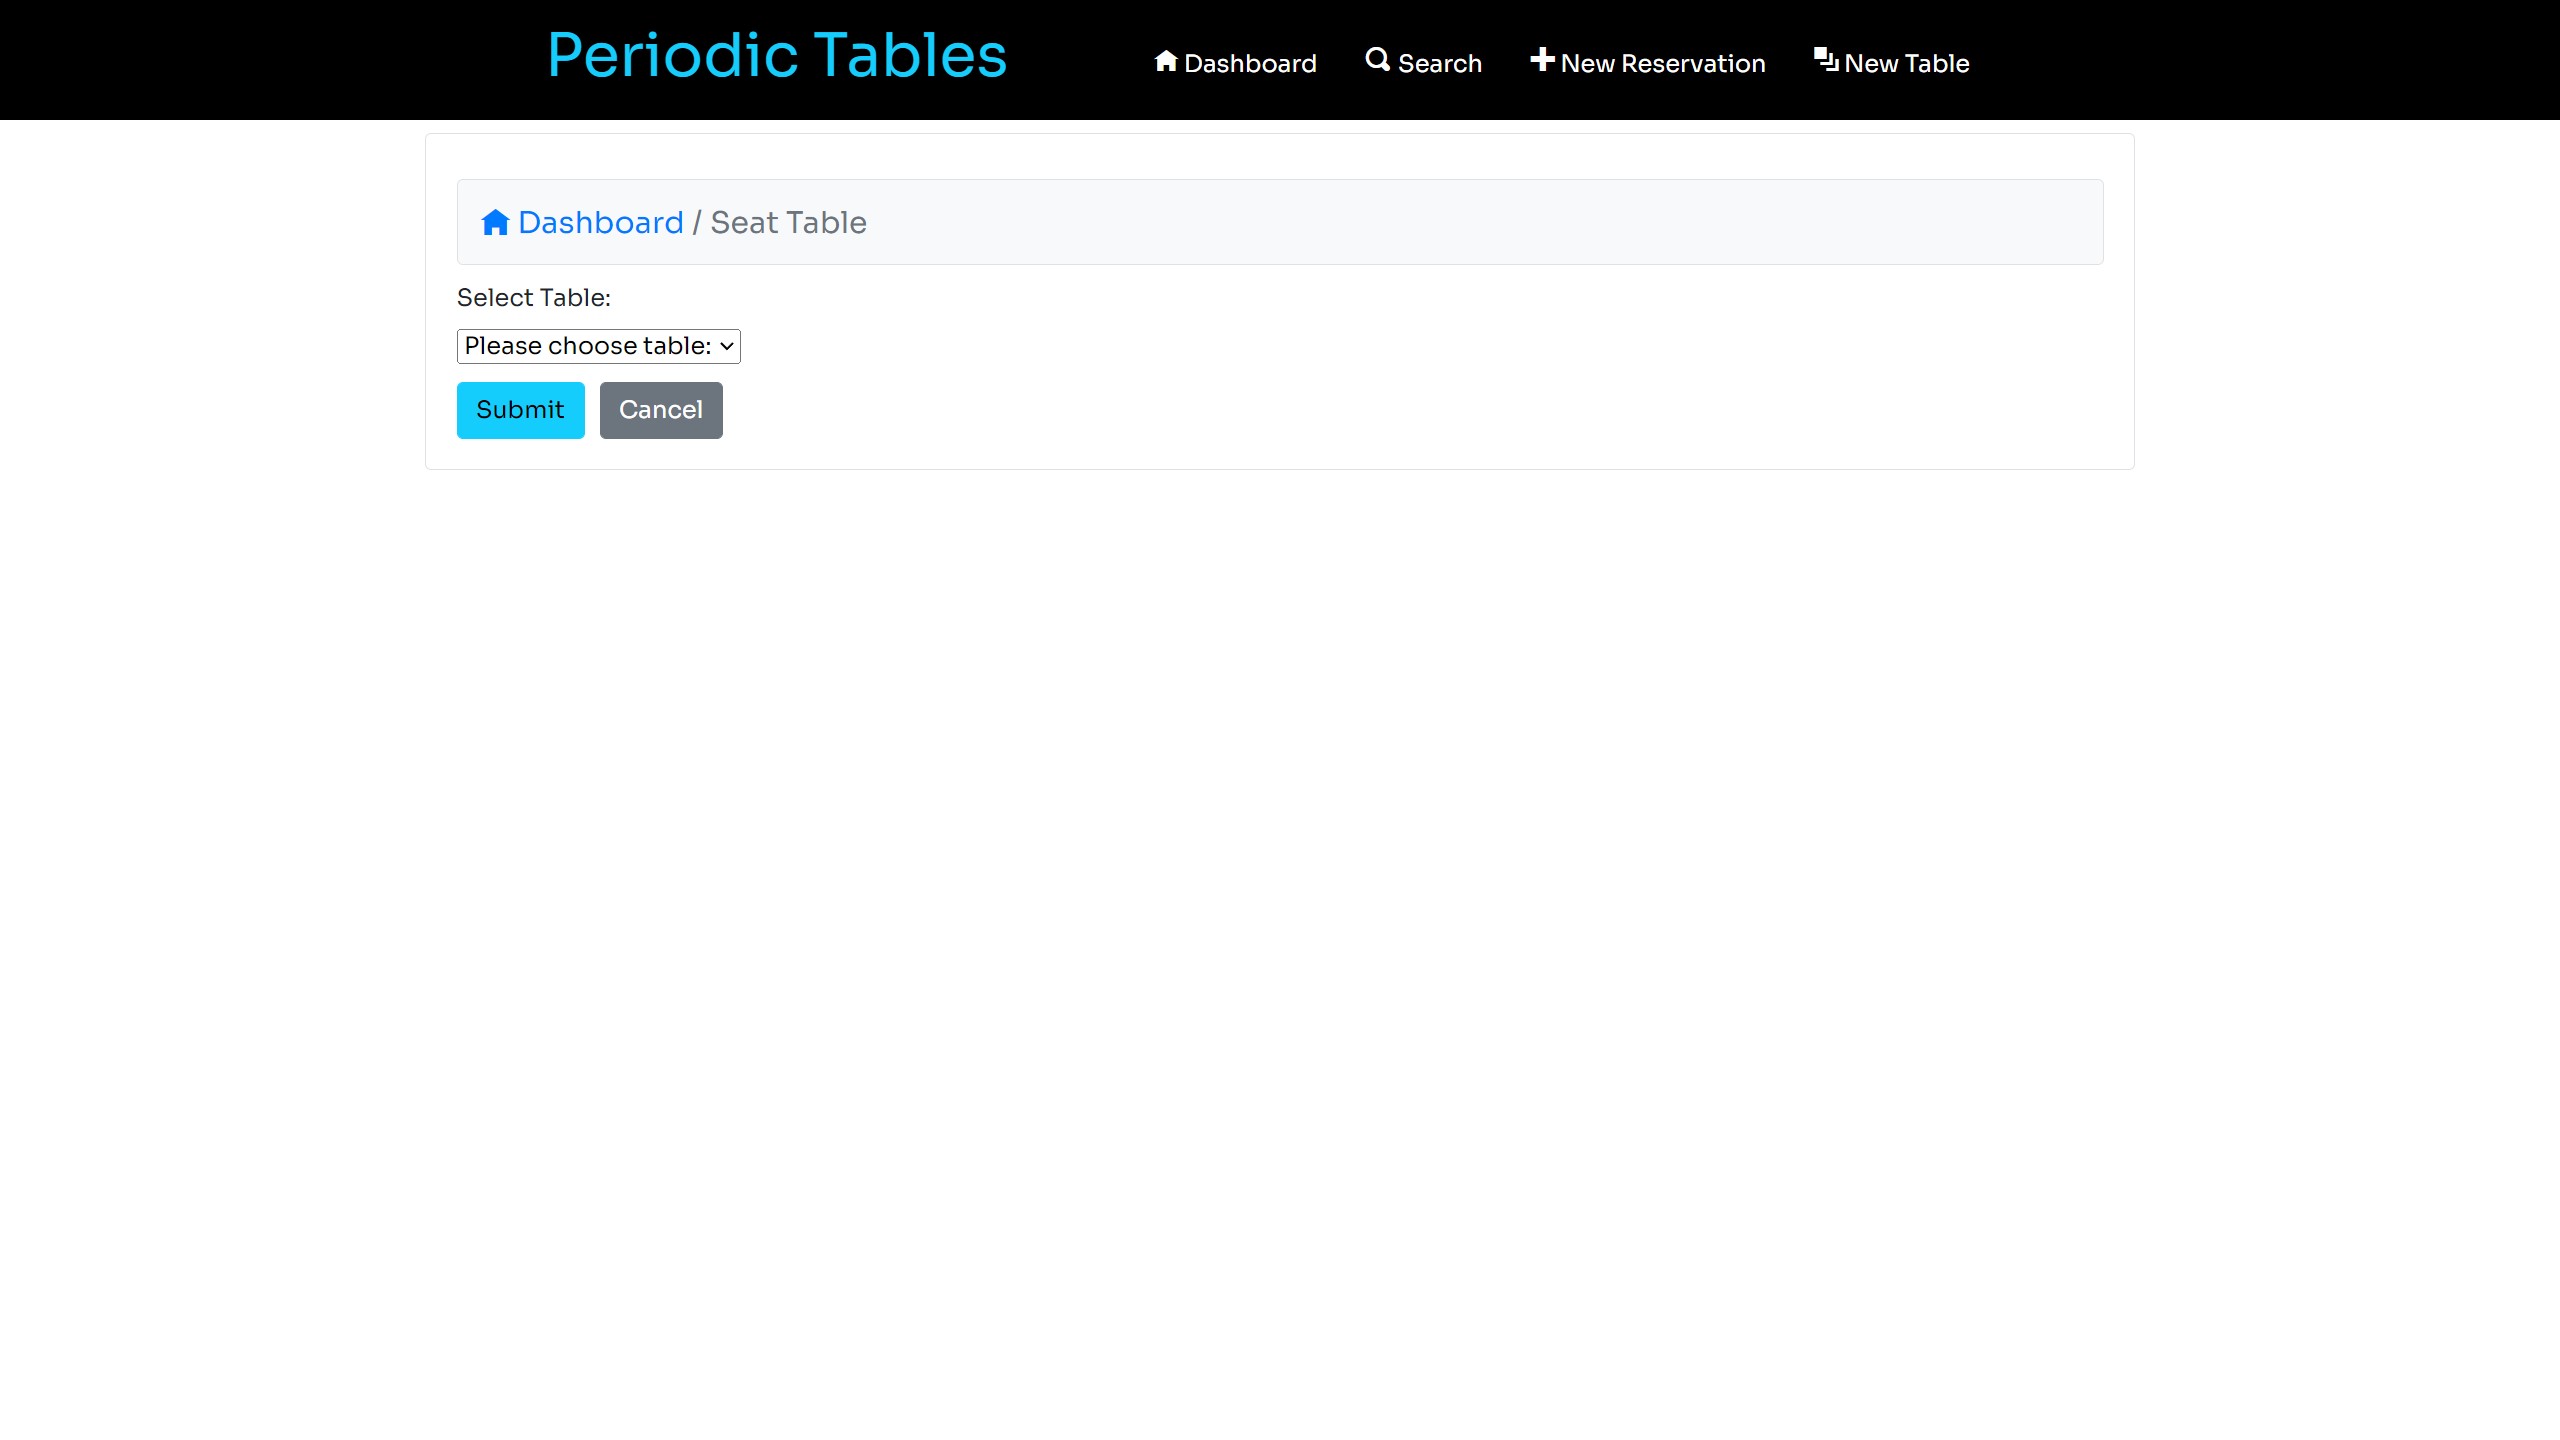 Periodic Tables
Dashboard Search New Reservation New Table
Dashboard / Seat Table
Select Table:
Please choose table:
Submit Cancel